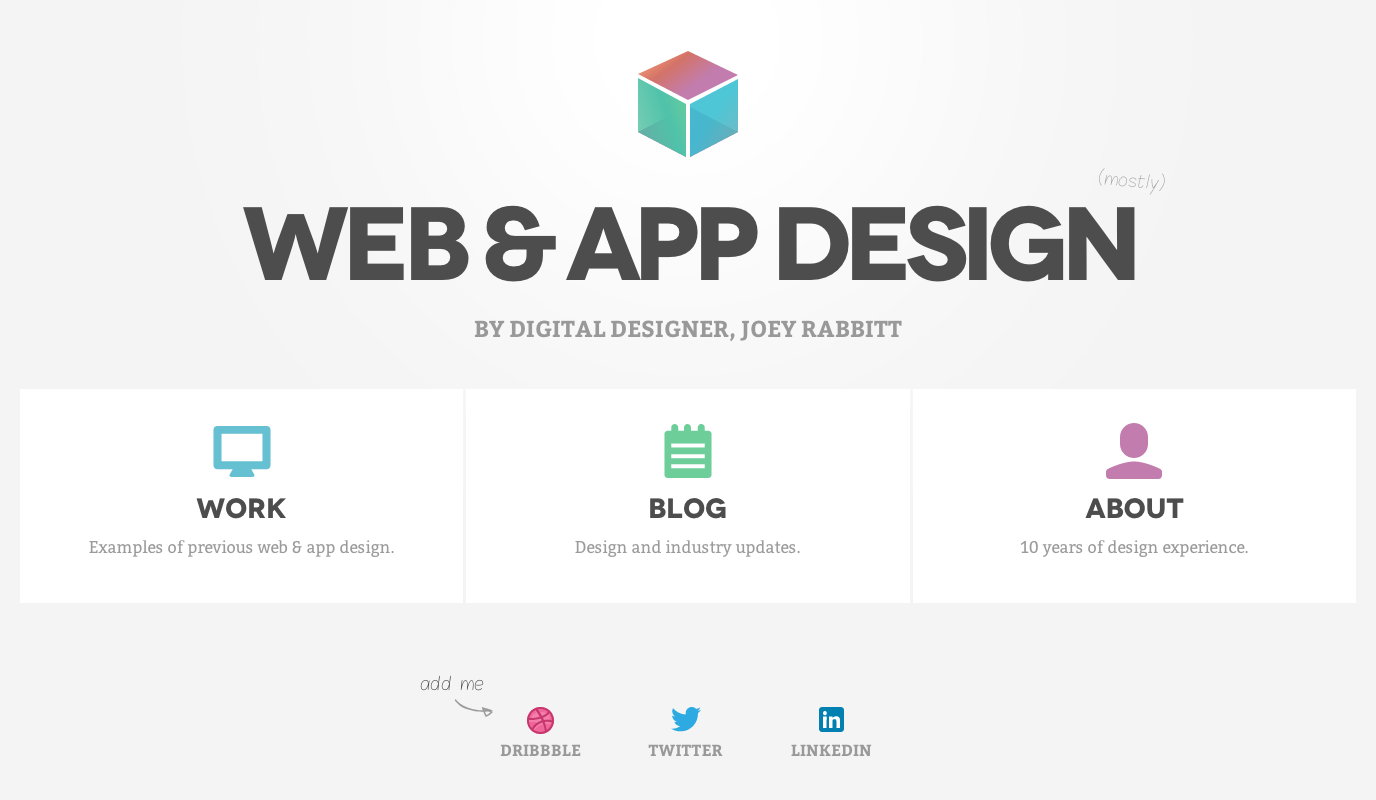 (mostly)
WEB & APP DESIGN
BY DIGITAL DESIGNER, JOEY RABBITT
WORK
Examples of previous web & app design.
BLOG
Design and industry updates.
ABOUT
10 years of design experience.
add me
DRIBBBLE
TWITTER
in
LINKEDIN